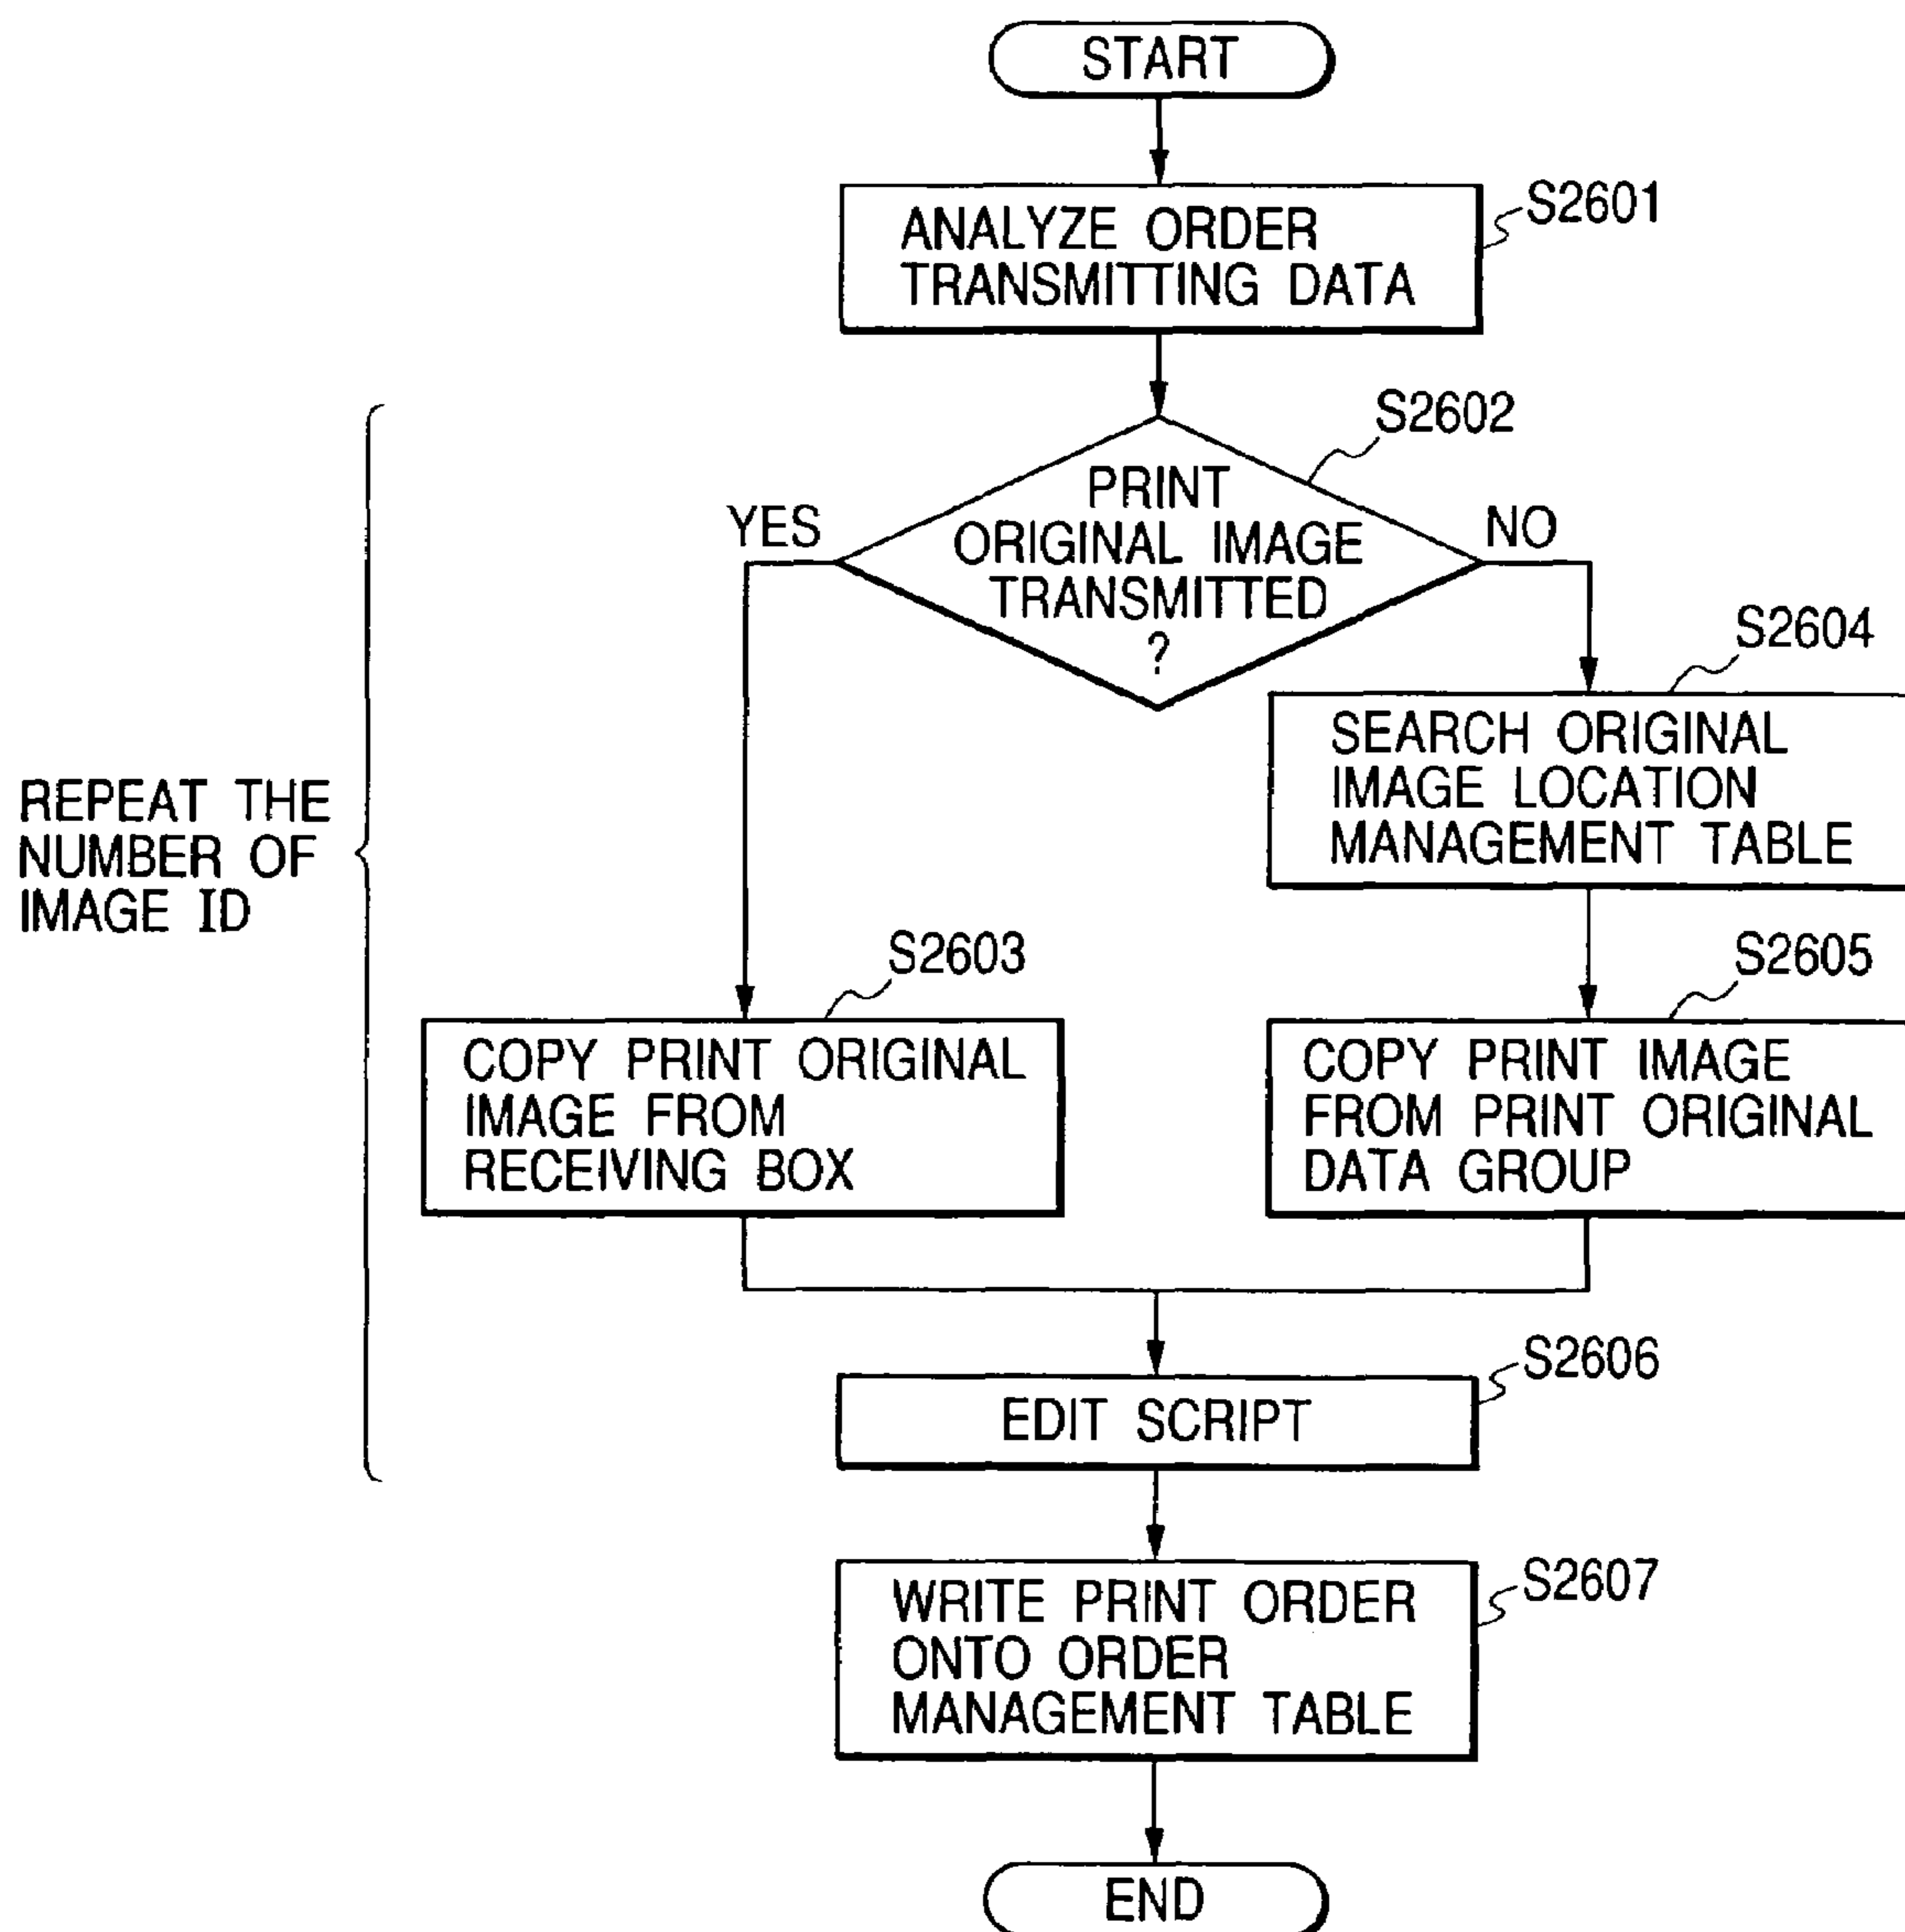 START
ANALYZE ORDER
TRANSMITTING DATA
S2601
S2602
PRINT
ORIGINAL IMAGE
TRANSMITTED
?
YES
NO
S2604
SEARCH ORIGINAL
IMAGE LOCATION
MANAGEMENT TABLE
REPEAT THE
NUMBER OF
IMAGE ID
S2603
COPY PRINT ORIGINAL
IMAGE FROM
RECEIVING BOX
S2605
COPY PRINT IMAGE
FROM PRINT ORIGINAL
DATA GROUP
S2606
EDIT SCRIPT
S2607
WRITE PRINT ORDER
ONTO ORDER
MANAGEMENT TABLE
END